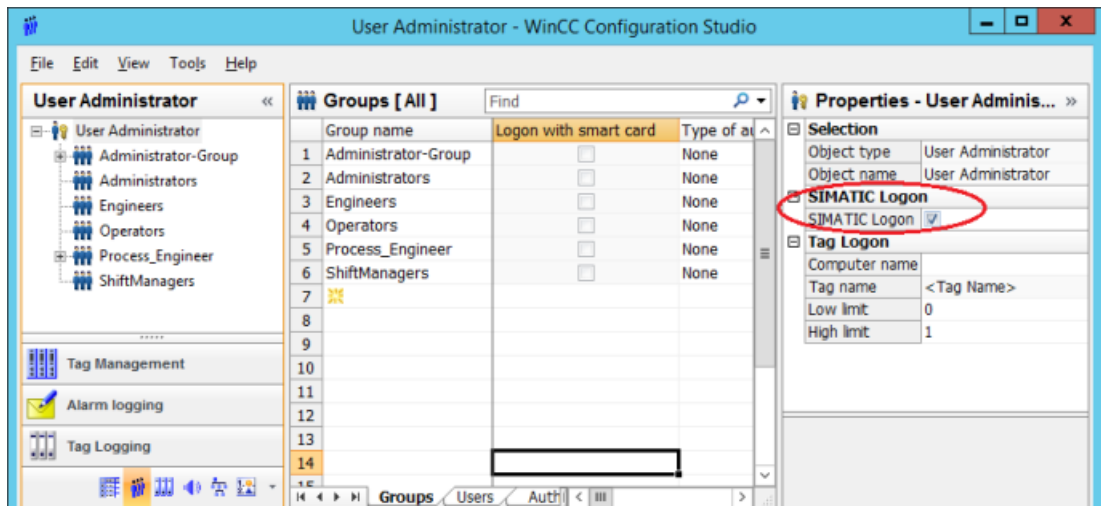 User Administrator - WinCC Configuration Studio
File Edit View Tools Help
User Administrator «
User Administrator
Administrator-Group
Administrators
Engineers
Operators
Process_Engineer
ShiftManagers
Tag Management
Alarm logging
Tag Logging
Groups [ All ] Find
Group name Logon with smart card Type of au
1 Administrator-Group None
2 Administrators None
3 Engineers None
4 Operators None
5 Process_Engineer None
6 ShiftManagers None
7
8
9
10
11
12
13
14
15
Groups Users Auth
Properties - User Adminis... »
Selection
Object type User Administrator
Object name User Administrator
SIMATIC Logon
SIMATIC Logon
Tag Logon
Computer name
Tag name <Tag Name>
Low limit 0
High limit 1